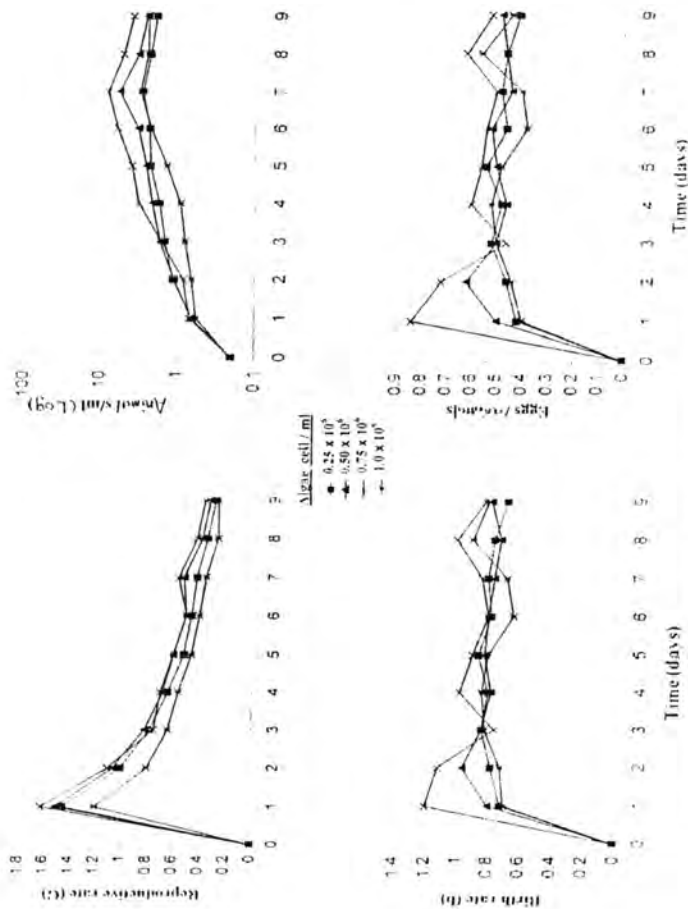 Reproductive rate (G)
1.8
1.6
1.4
1.2
1
0.8
0.6
0.4
0.2
0
0 1 2 3 4 5 6 7 8 9
Animals/ml (Log)
100
10
1
0.1
0 1 2 3 4 5 6 7 8 9
Algae cell / ml
0.25 x 10⁶
0.50 x 10⁶
0.75 x 10⁶
1.0 x 10⁶
Birth rate (b)
1.4
1.2
1
0.8
0.6
0.4
0.2
0
0 1 2 3 4 5 6 7 8 9
Time (days)
Eggs /
0.9
0.8
0.7
0.6
0.5
0.4
0.3
0.2
0.1
0
0 1 2 3 4 5 6 7 8 9
Time (days)